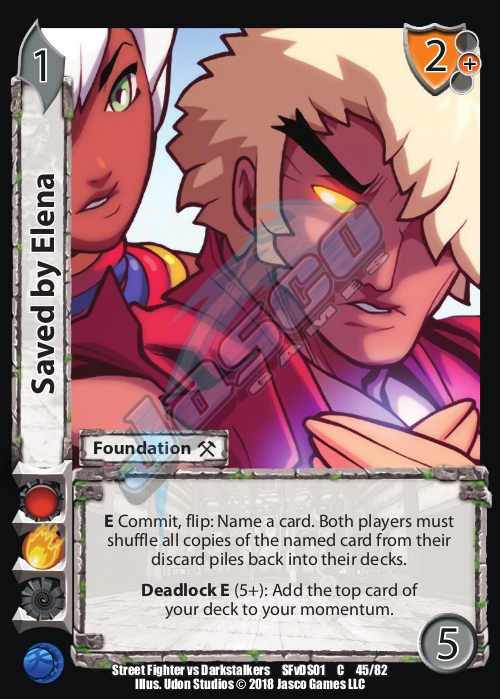 1
2
+
Saved by Elena
JASCO
GAMES
Foundation
E Commit, flip: Name a card. Both players must
shuffle all copies of the named card from their
discard piles back into their decks.
Deadlock E (5+): Add the top card of
your deck to your momentum.
5
Street Fighter vs Darkstalkers SFvDS01 C 45/82
Illus. Udon Studios © 2018 Jasco Games LLC